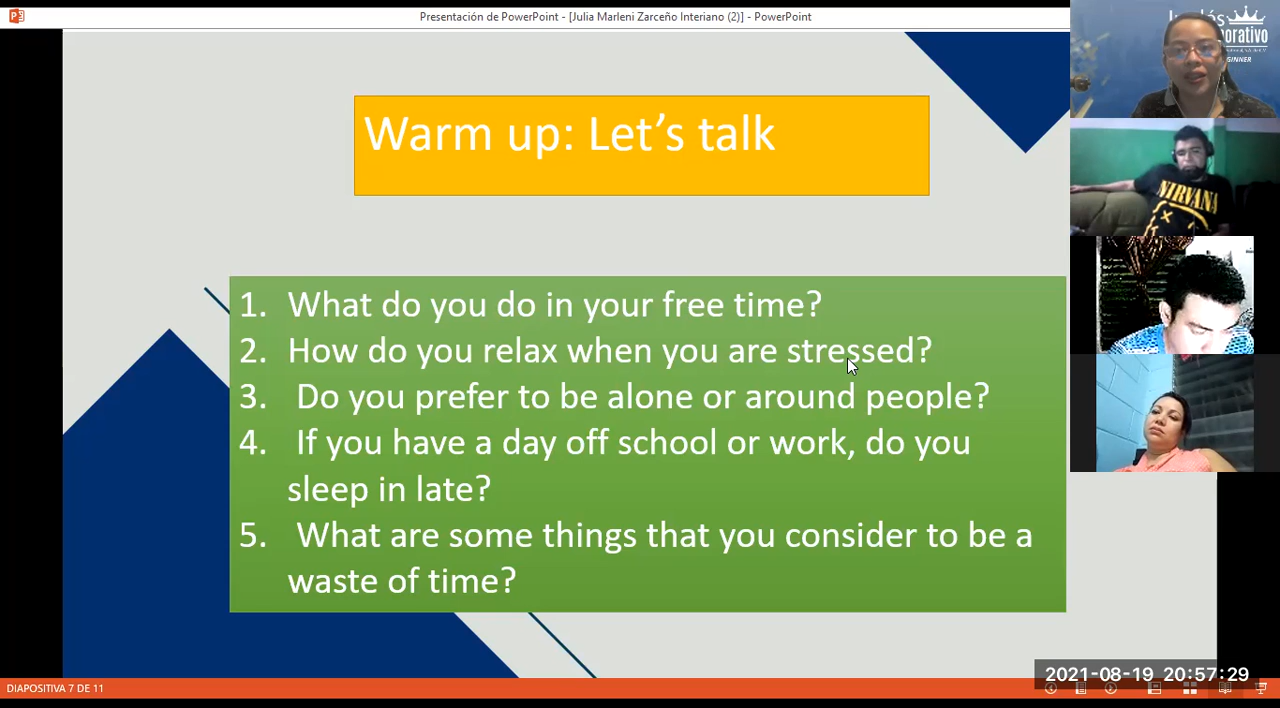 Presentación de PowerPoint - [Julia Marleni Zarceño Interiano (2)] - PowerPoint
Warm up: Let's talk
1. What do you do in your free time?
2. How do you relax when you are stressed?
3. Do you prefer to be alone or around people?
4. If you have a day off school or work, do you
sleep in late?
5. What are some things that you consider to be a
waste of time?
NIRVANA
2021-08-19 20:57:29
DIAPOSITIVA 7 DE 11